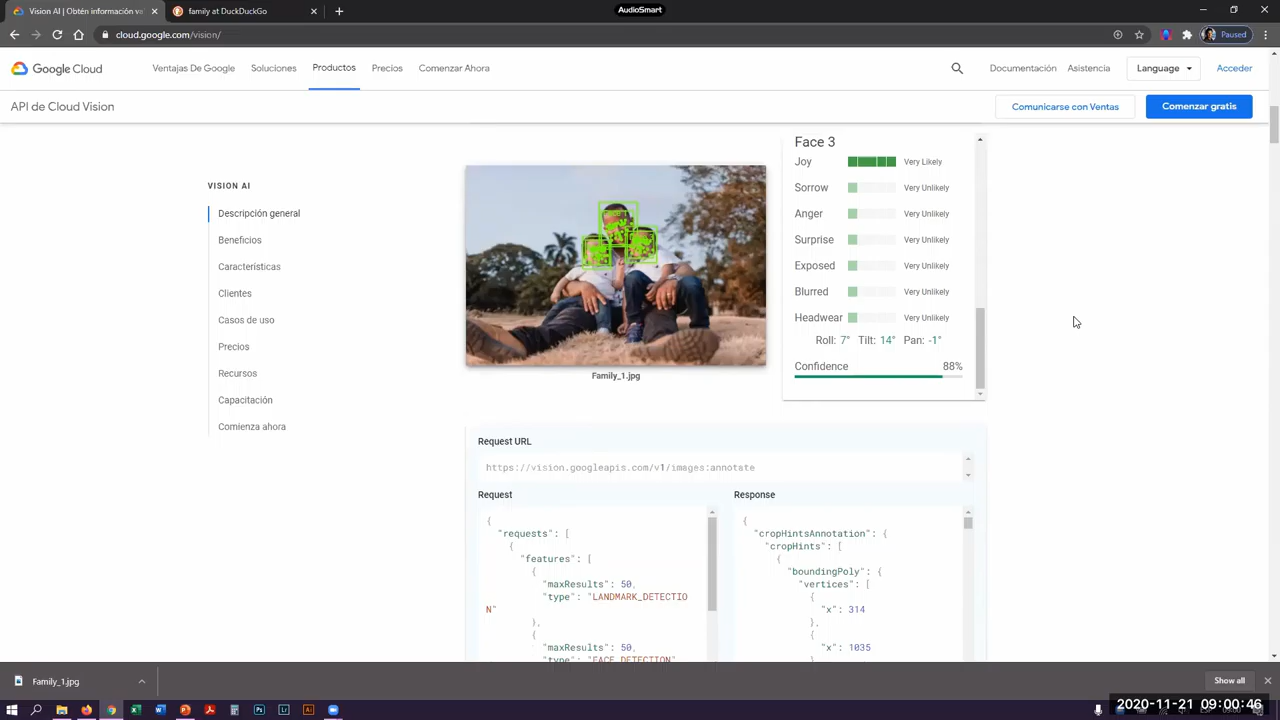 AudioSmart
Vision AI | Obtén información va
family at DuckDuckGo
cloud.google.com/vision/
Paused
Google Cloud
Ventajas De Google
Soluciones
Productos
Precios
Comenzar Ahora
Documentación
Asistencia
Language
Acceder
API de Cloud Vision
Comunicarse con Ventas
Comenzar gratis
VISION AI
Descripción general
Beneficios
Características
Clientes
Casos de uso
Precios
Recursos
Capacitación
Comienza ahora
Family_1.jpg
Face 3
Joy Very Likely
Sorrow Very Unlikely
Anger Very Unlikely
Surprise Very Unlikely
Exposed Very Unlikely
Blurred Very Unlikely
Headwear Very Unlikely
Roll: 7° Tilt: 14° Pan: -1°
Confidence 88%
Request URL
https://vision.googleapis.com/v1/images:annotate
Request
{
"requests": [
{
"features": [
{
"maxResults": 50,
"type": "LANDMARK_DETECTIO
N"
},
{
"maxResults": 50,
"type": "FACE_DETECTION"
Response
{
"cropHintsAnnotation": {
"cropHints": [
{
"boundingPoly": {
"vertices": [
{
"x": 314
},
{
"x": 1035
Family_1.jpg
Show all
2020-11-21 09:00:46